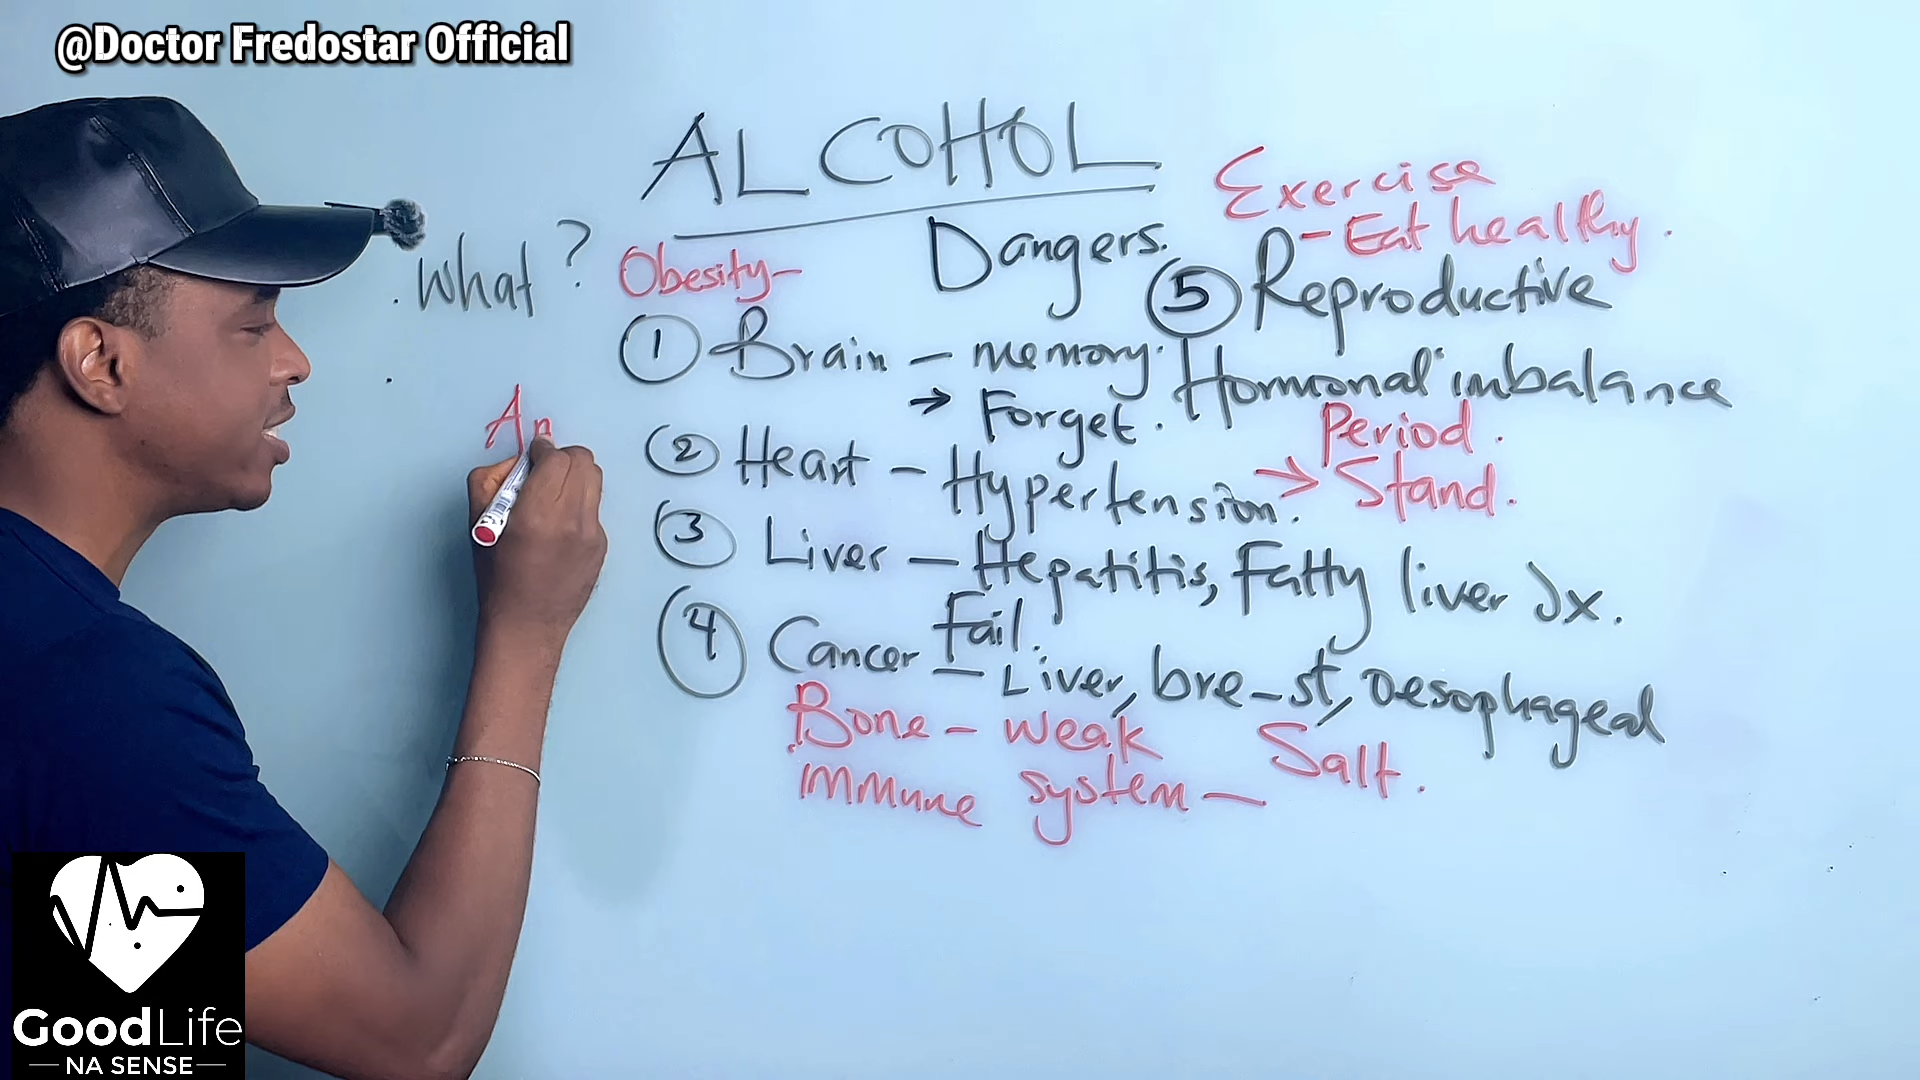 @Doctor Fredostar Official
ALCOHOL
Exercise
- Eat healthy.
What?
Obesity-
Dangers.
① Brain - memory.
→ Forget.
② Heart - Hypertension.
③ Liver - Hepatitis, Fatty liver Dx.
Fail.
④ Cancer - Liver, bre-st, Oesophageal
Bone - weak
immune system -
Salt.
⑤ Reproductive
Hormonal imbalance
Period.
→ Stand.
An
GoodLife
NA SENSE